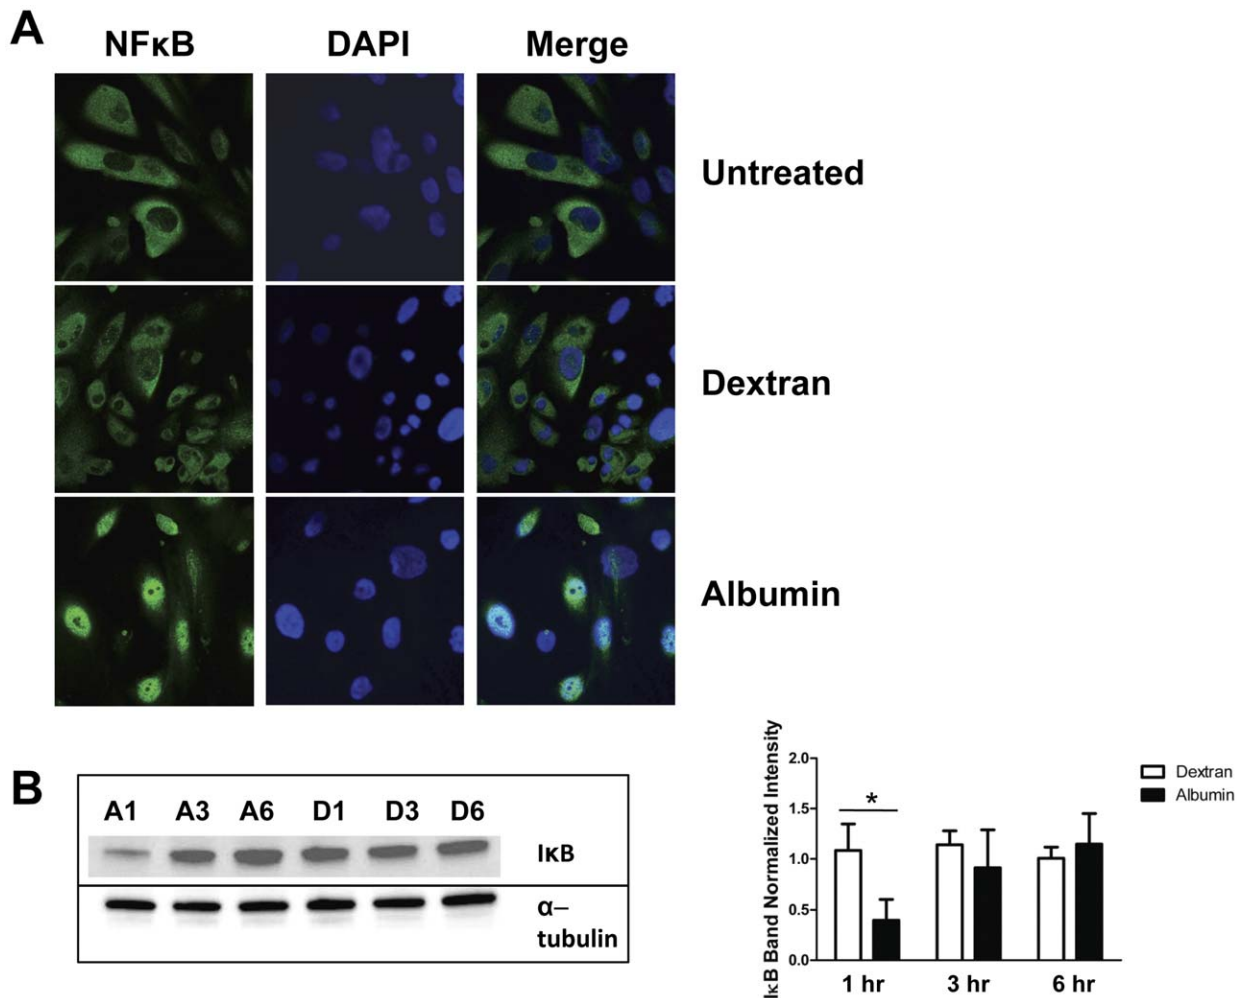 A
NFκB DAPI Merge
Untreated
Dextran
Albumin
B
A1 A3 A6 D1 D3 D6
IκB
α–
tubulin
IκB Band Normalized Intensity
2.0
1.5
1.0
0.5
0.0
*
1 hr 3 hr 6 hr
Dextran
Albumin